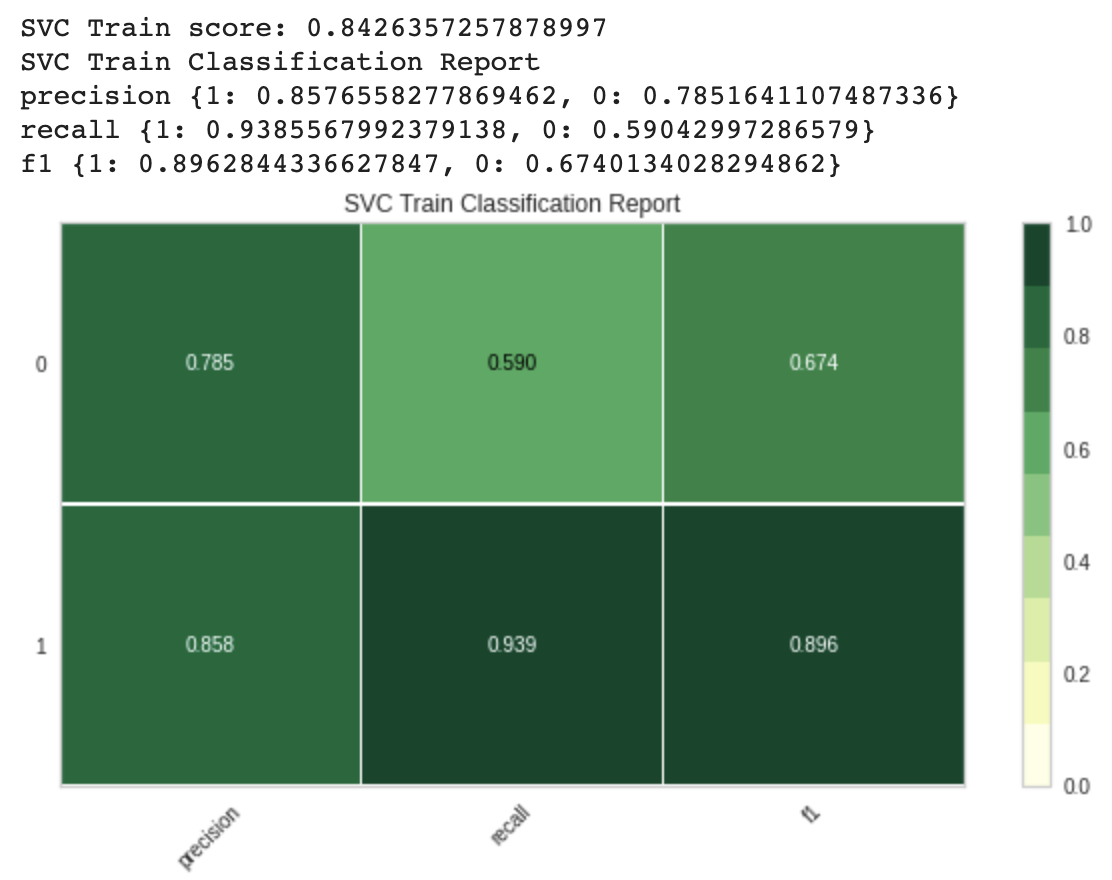 SVC Train score: 0.8426357257878997
SVC Train Classification Report
precision {1: 0.8576558277869462, 0: 0.7851641107487336}
recall {1: 0.9385567992379138, 0: 0.59042997286579}
f1 {1: 0.8962844336627847, 0: 0.6740134028294862}
SVC Train Classification Report
0 0.785 0.590 0.674
1 0.858 0.939 0.896
precision recall f1
1.0
0.8
0.6
0.4
0.2
0.0